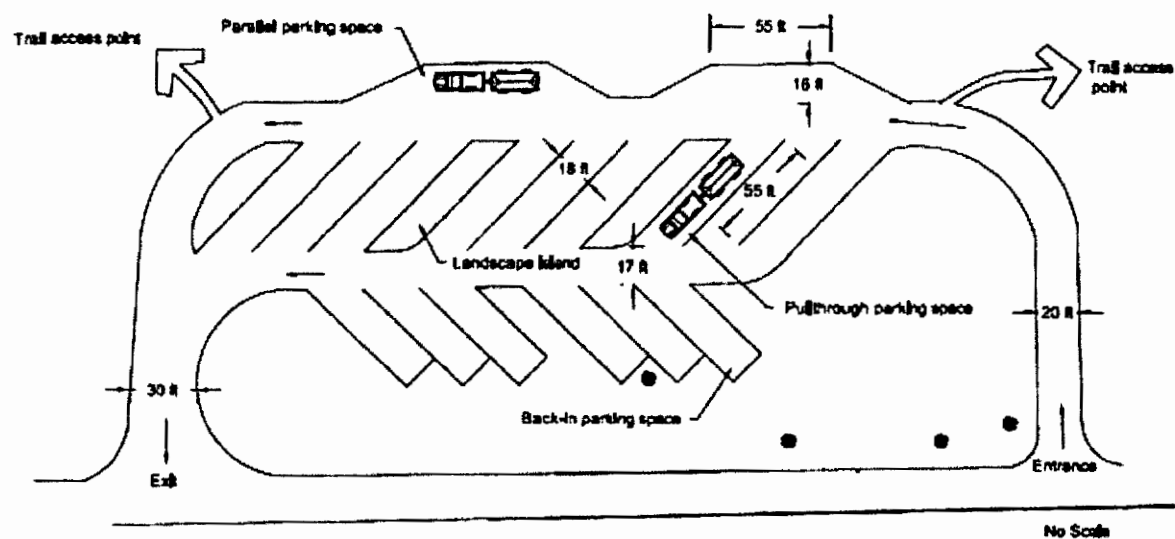 Trail access point
Parallel parking space
55 ft
16 ft
Trail access
point
18 ft
55 ft
Landscape island
17 ft
Pullthrough parking space
20 ft
30 ft
Back-in parking space
Exit
Entrance
No Scale